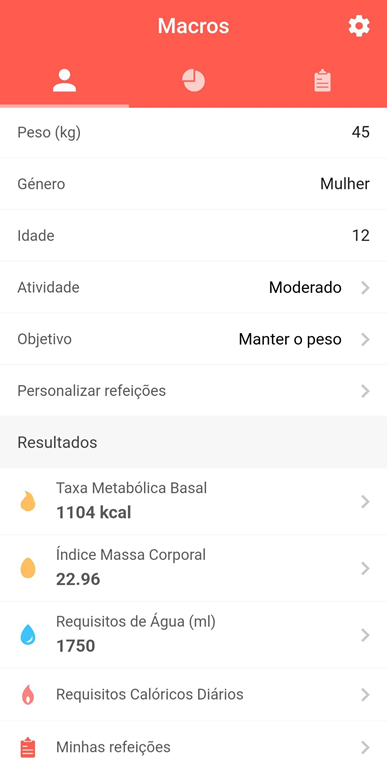 Macros
Peso (kg) 45
Género Mulher
Idade 12
Atividade Moderado
Objetivo Manter o peso
Personalizar refeições
Resultados
Taxa Metabólica Basal
1104 kcal
Índice Massa Corporal
22.96
Requisitos de Água (ml)
1750
Requisitos Calóricos Diários
Minhas refeições